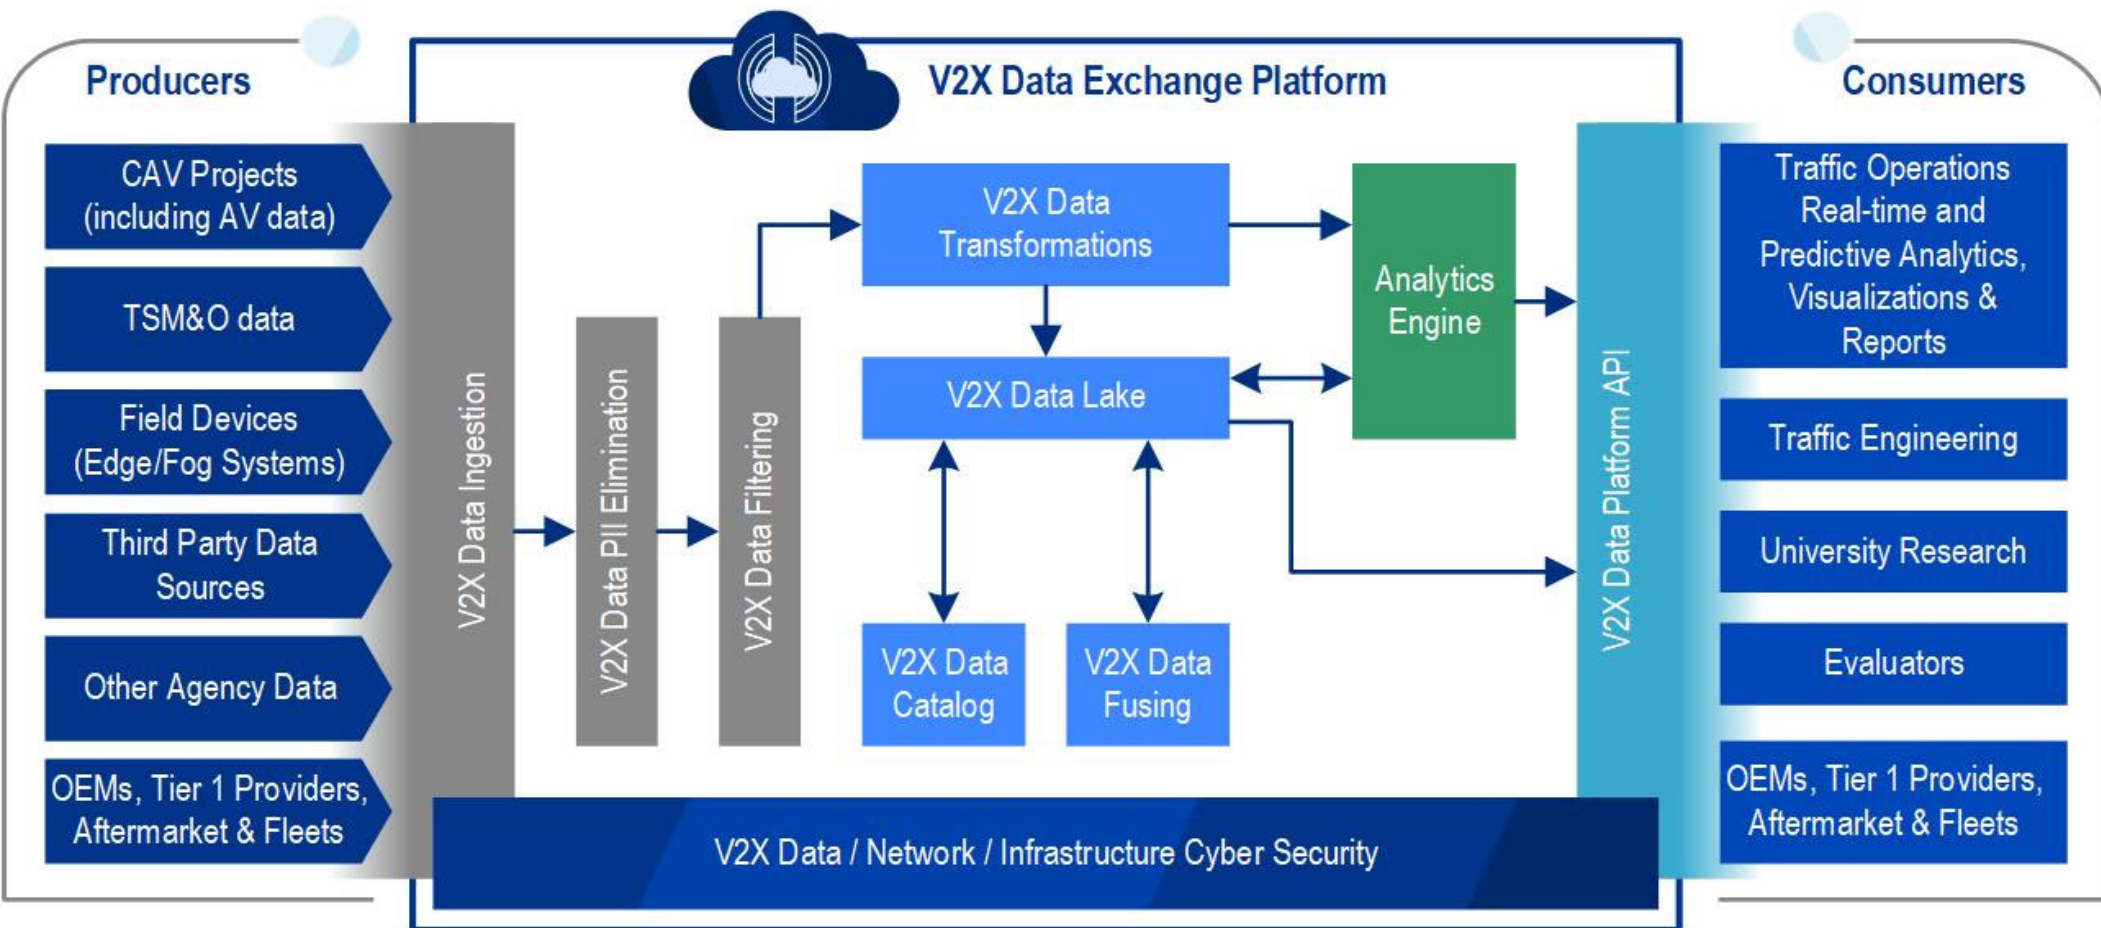 Producers
CAV Projects
(including AV data)
TSM&O data
Field Devices
(Edge/Fog Systems)
Third Party Data
Sources
Other Agency Data
OEMs, Tier 1 Providers,
Aftermarket & Fleets
V2X Data Exchange Platform
V2X Data Ingestion
V2X Data PII Elimination
V2X Data Filtering
V2X Data
Transformations
V2X Data Lake
V2X Data
Catalog
V2X Data
Fusing
Analytics
Engine
V2X Data Platform API
V2X Data / Network / Infrastructure Cyber Security
Consumers
Traffic Operations
Real-time and
Predictive Analytics,
Visualizations &
Reports
Traffic Engineering
University Research
Evaluators
OEMs, Tier 1 Providers,
Aftermarket & Fleets